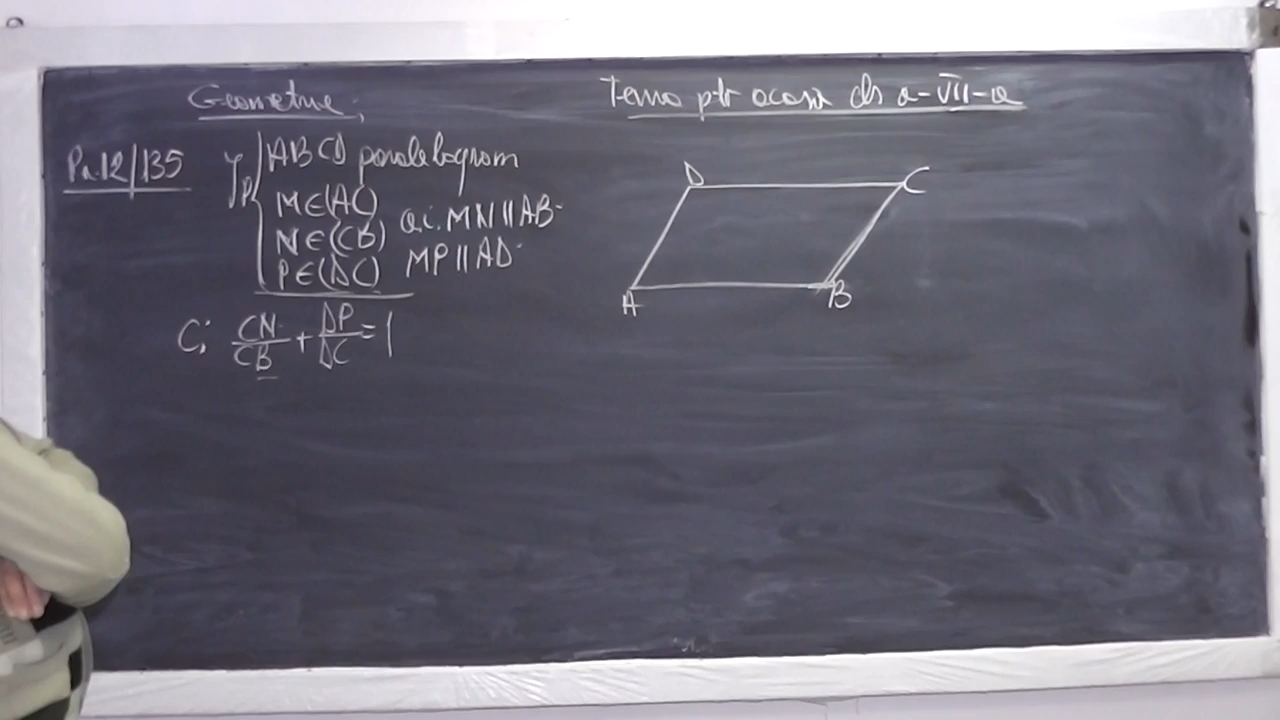 Geometrie:
Tema ptr acasă cls a-VII-a
Pr.12/135
Ip
ABCD paralelogram
M∈(AC)
N∈(CB) a.î. MN∥AB
P∈(DC) MP∥AD
C: CN/CB + DP/DC = 1
D C
A B